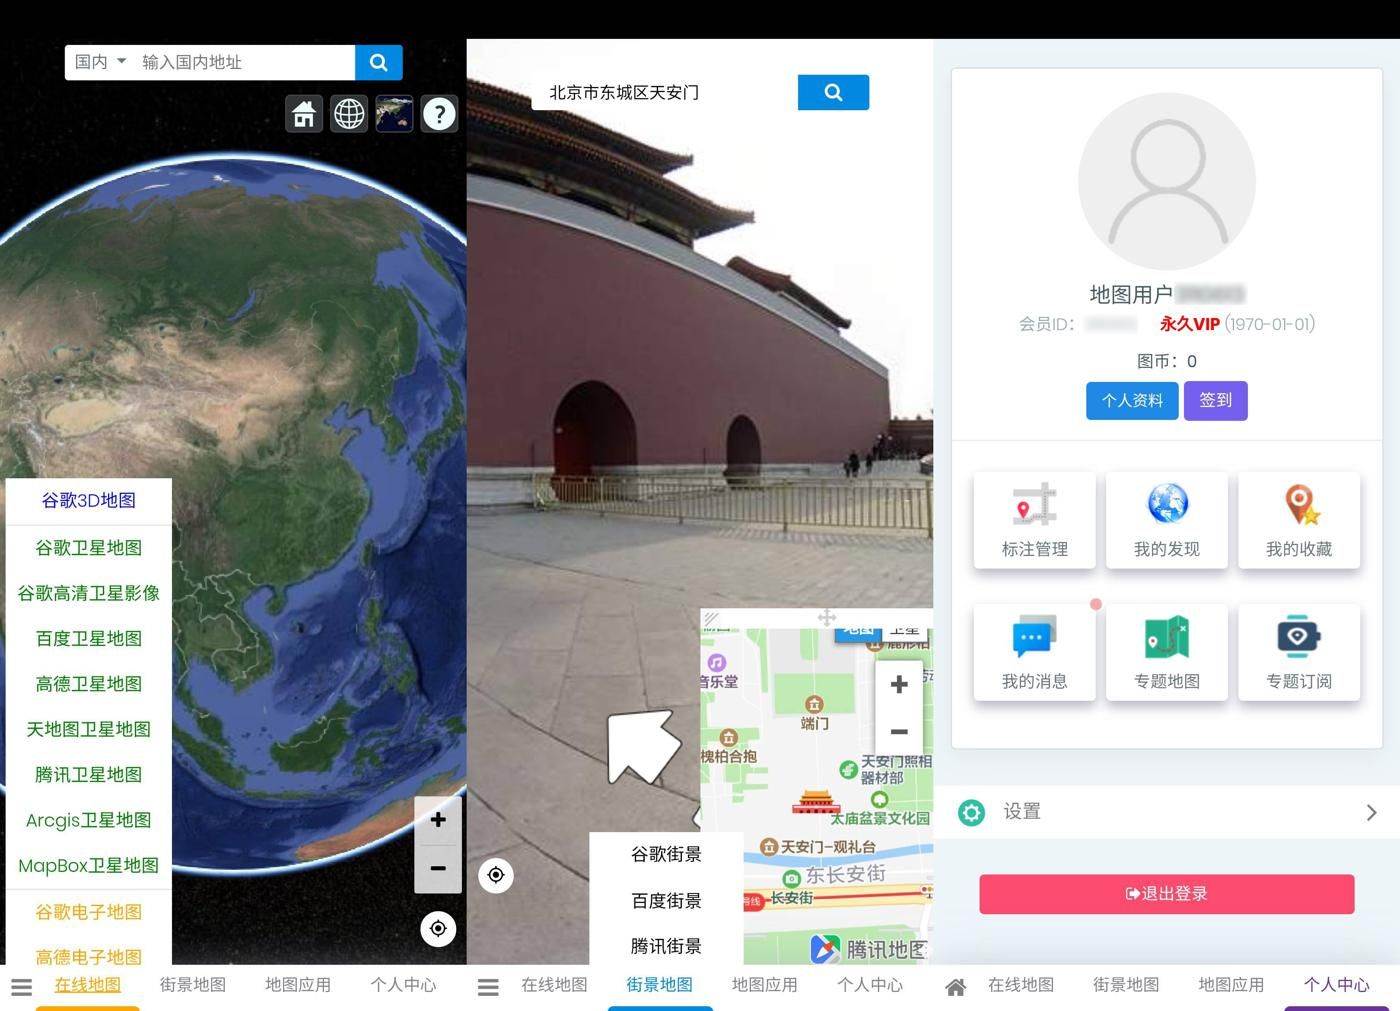 国内
输入国内地址
谷歌3D地图
谷歌卫星地图
谷歌高清卫星影像
百度卫星地图
高德卫星地图
天地图卫星地图
腾讯卫星地图
Arcgis卫星地图
MapBox卫星地图
谷歌电子地图
高德电子地图
在线地图
街景地图
地图应用
个人中心
北京市东城区天安门
地图
卫星
音乐堂
端门
槐柏合抱
天安门照相
器材部
太庙盆景文化园
天安门-观礼台
东长安街
长安街
号线
腾讯地图
谷歌街景
百度街景
腾讯街景
在线地图
街景地图
地图应用
个人中心
地图用户
会员ID：
永久VIP (1970-01-01)
图币：0
个人资料
签到
标注管理
我的发现
我的收藏
我的消息
专题地图
专题订阅
设置
退出登录
在线地图
街景地图
地图应用
个人中心